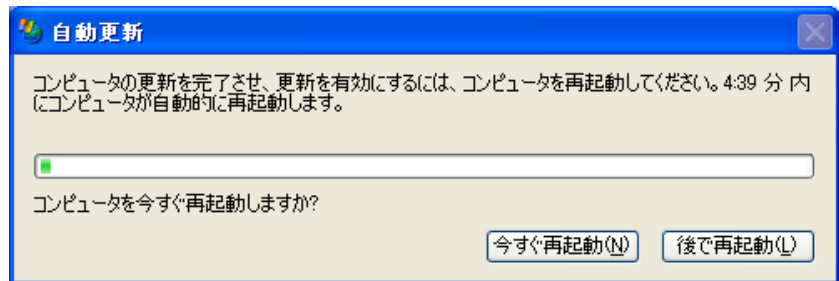 自動更新
コンピュータの更新を完了させ、更新を有効にするには、コンピュータを再起動してください。4:39 分 内
にコンピュータが自動的に再起動します。
コンピュータを今すぐ再起動しますか?
今すぐ再起動(N) 後で再起動(L)